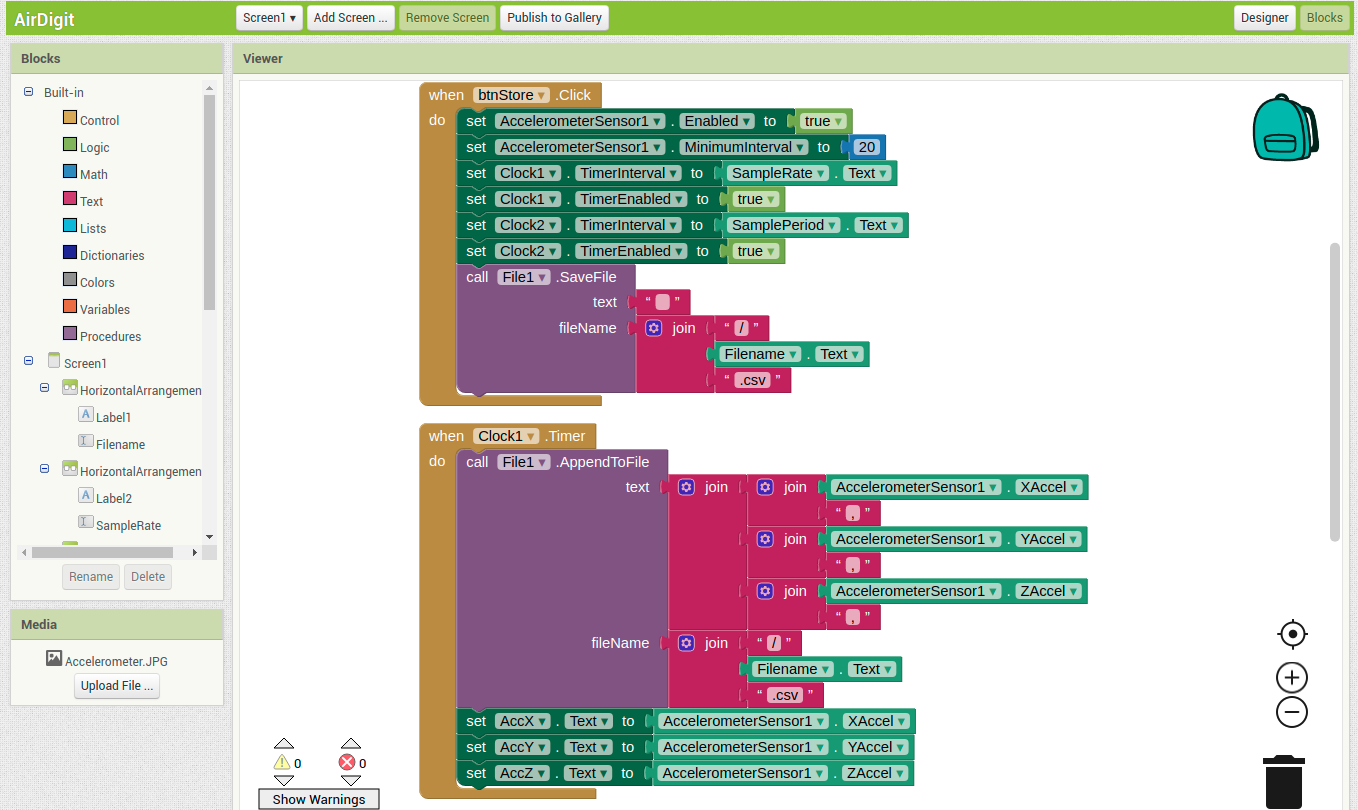 AirDigit
Screen1 ▾ Add Screen ... Remove Screen Publish to Gallery Designer Blocks
Blocks
Built-in
Control
Logic
Math
Text
Lists
Dictionaries
Colors
Variables
Procedures
Screen1
HorizontalArrangemen
A Label1
Filename
HorizontalArrangemen
A Label2
SampleRate
Rename Delete
Media
Accelerometer.JPG
Upload File ...
Viewer
when btnStore ▾ .Click
do set AccelerometerSensor1 ▾ . Enabled ▾ to true ▾
set AccelerometerSensor1 ▾ . MinimumInterval ▾ to 20
set Clock1 ▾ . TimerInterval ▾ to SampleRate ▾ . Text ▾
set Clock1 ▾ . TimerEnabled ▾ to true ▾
set Clock2 ▾ . TimerInterval ▾ to SamplePeriod ▾ . Text ▾
set Clock2 ▾ . TimerEnabled ▾ to true ▾
call File1 ▾ .SaveFile
text “ ”
fileName join “ / ”
Filename ▾ . Text ▾
“ .csv ”
when Clock1 ▾ .Timer
do call File1 ▾ .AppendToFile
text join join AccelerometerSensor1 ▾ . XAccel ▾
“ , ”
join AccelerometerSensor1 ▾ . YAccel ▾
“ , ”
join AccelerometerSensor1 ▾ . ZAccel ▾
“ , ”
fileName join “ / ”
Filename ▾ . Text ▾
“ .csv ”
set AccX ▾ . Text ▾ to AccelerometerSensor1 ▾ . XAccel ▾
set AccY ▾ . Text ▾ to AccelerometerSensor1 ▾ . YAccel ▾
set AccZ ▾ . Text ▾ to AccelerometerSensor1 ▾ . ZAccel ▾
0 0
Show Warnings